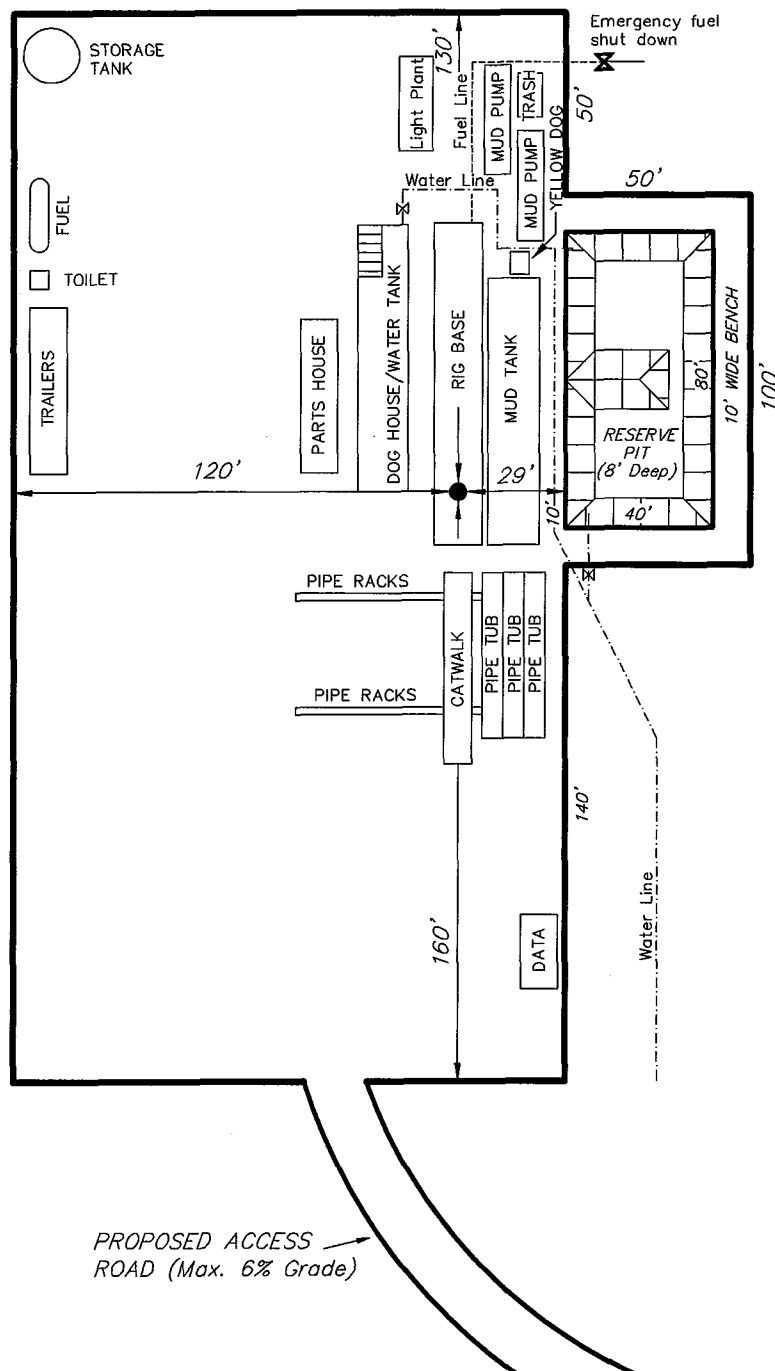 Emergency fuel
shut down
STORAGE
TANK
130'
Light Plant
Fuel Line
MUD PUMP
TRASH
50'
MUD PUMP
YELLOW DOG
Water Line
50'
FUEL
TOILET
TRAILERS
PARTS HOUSE
DOG HOUSE/WATER TANK
RIG BASE
MUD TANK
80'
10' WIDE BENCH
100'
RESERVE
PIT
(8' Deep)
120'
29'
10'
40'
PIPE RACKS
CATWALK
PIPE TUB
PIPE TUB
PIPE TUB
PIPE RACKS
140'
160'
DATA
Water Line
PROPOSED ACCESS
ROAD (Max. 6% Grade)